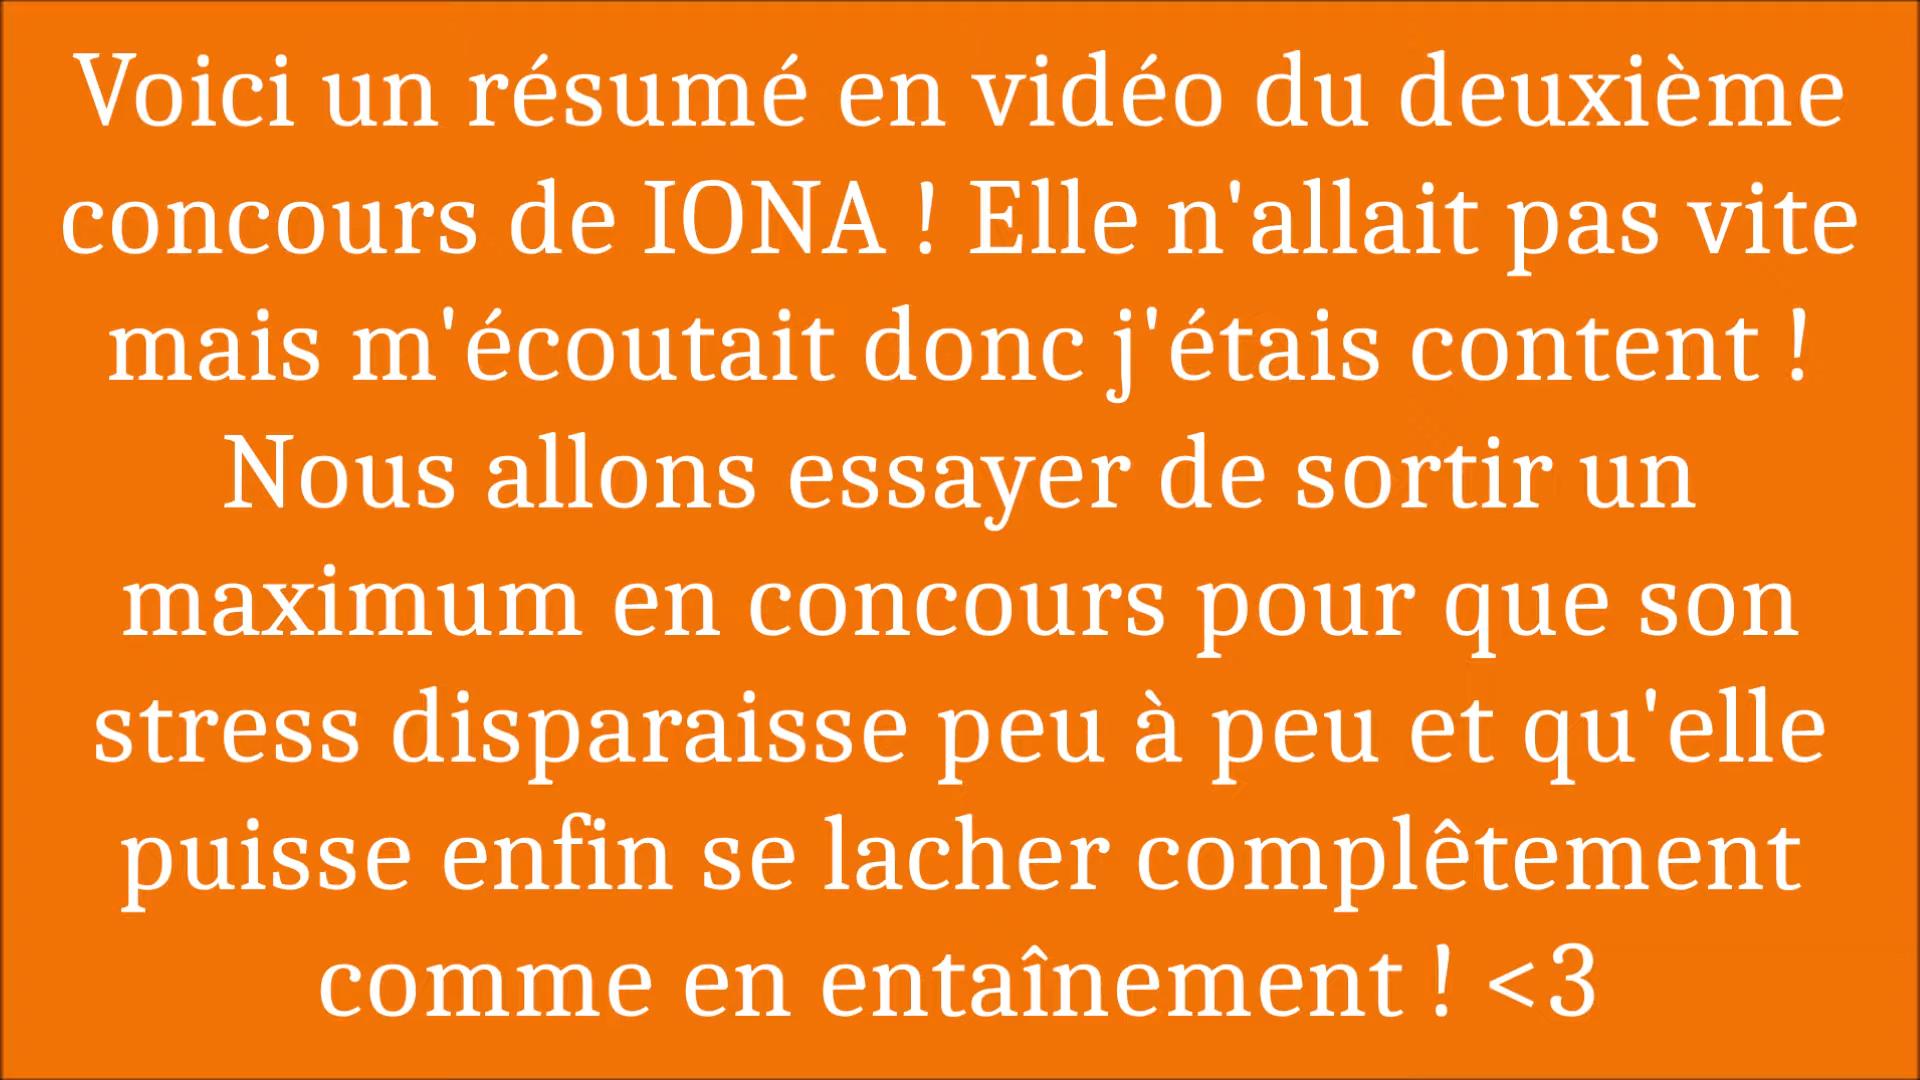 Voici un résumé en vidéo du deuxième
concours de IONA ! Elle n'allait pas vite
mais m'écoutait donc j'étais content !
Nous allons essayer de sortir un
maximum en concours pour que son
stress disparaisse peu à peu et qu'elle
puisse enfin se lacher complêtement
comme en entaînement ! <3